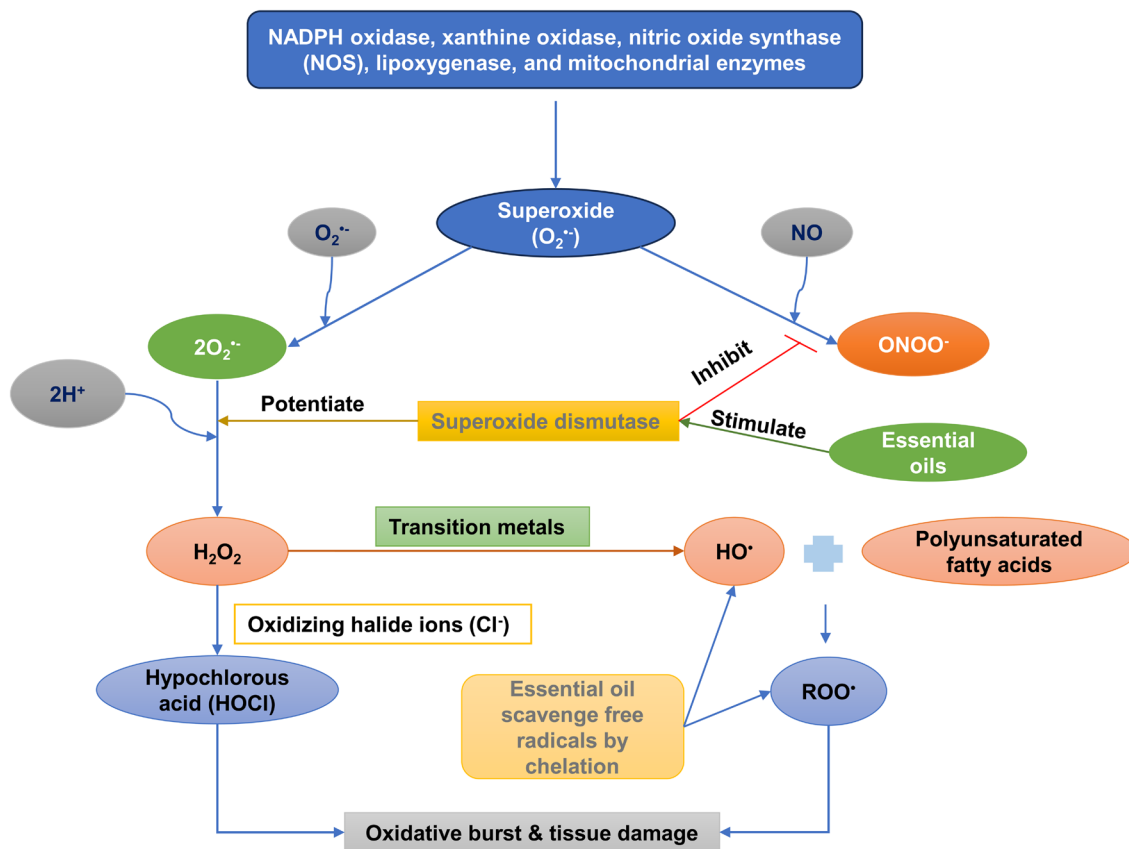 NADPH oxidase, xanthine oxidase, nitric oxide synthase
(NOS), lipoxygenase, and mitochondrial enzymes
Superoxide
(O₂•-)
O₂•-
NO
2O₂•-
ONOO-
2H+
Inhibit
Potentiate
Superoxide dismutase
Stimulate
Essential
oils
Transition metals
H₂O₂
HO•
Polyunsaturated
fatty acids
Oxidizing halide ions (Cl-)
Hypochlorous
acid (HOCl)
Essential oil
scavenge free
radicals by
chelation
ROO•
Oxidative burst & tissue damage